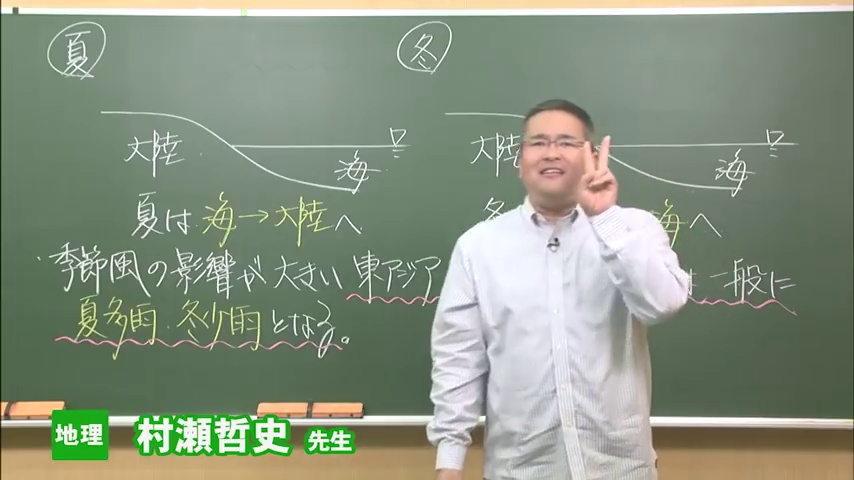 夏
冬
大陸
海
大陸
海
夏は 海→大陸へ
海へ
季節風の影響が大きい東アジア
は一般に
夏多雨・冬少雨となる。
地理
村瀬哲史 先生